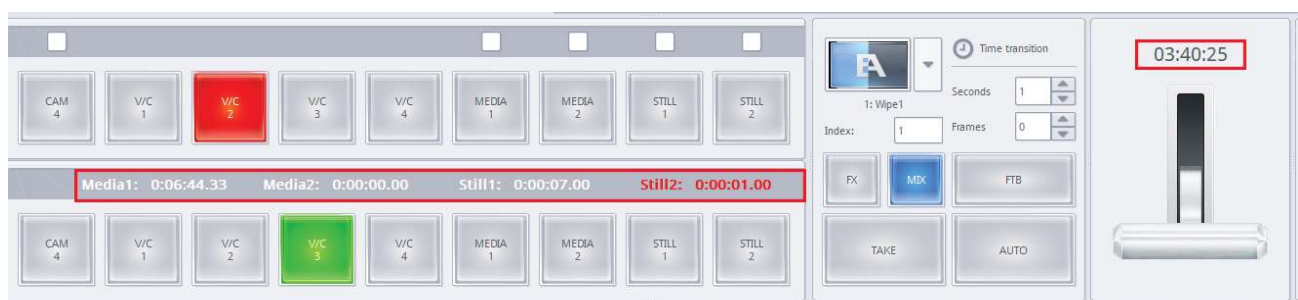 CAM 4
V/C 1
V/C 2
V/C 3
V/C 4
MEDIA 1
MEDIA 2
STILL 1
STILL 2
Media1: 0:06:44.33 Media2: 0:00:00.00 Still1: 0:00:07.00 Still2: 0:00:01.00
CAM 4
V/C 1
V/C 2
V/C 3
V/C 4
MEDIA 1
MEDIA 2
STILL 1
STILL 2
EA
1: Wipe1
Index: 1
Time transition
Seconds 1
Frames 0
FX
MIX
FTB
TAKE
AUTO
03:40:25